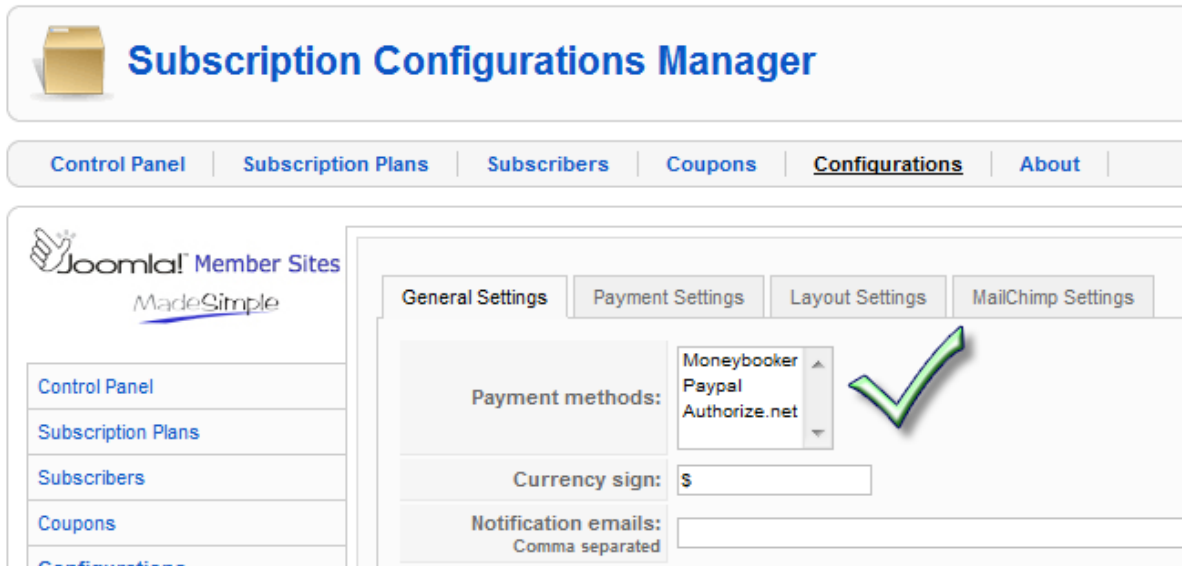 Subscription Configurations Manager
Control Panel Subscription Plans Subscribers Coupons Configurations About
Joomla!™ Member Sites
MadeSimple
General Settings Payment Settings Layout Settings MailChimp Settings
Payment methods:
Moneybooker
Paypal
Authorize.net
Currency sign: $
Notification emails:
Comma separated
Control Panel
Subscription Plans
Subscribers
Coupons
Configurations